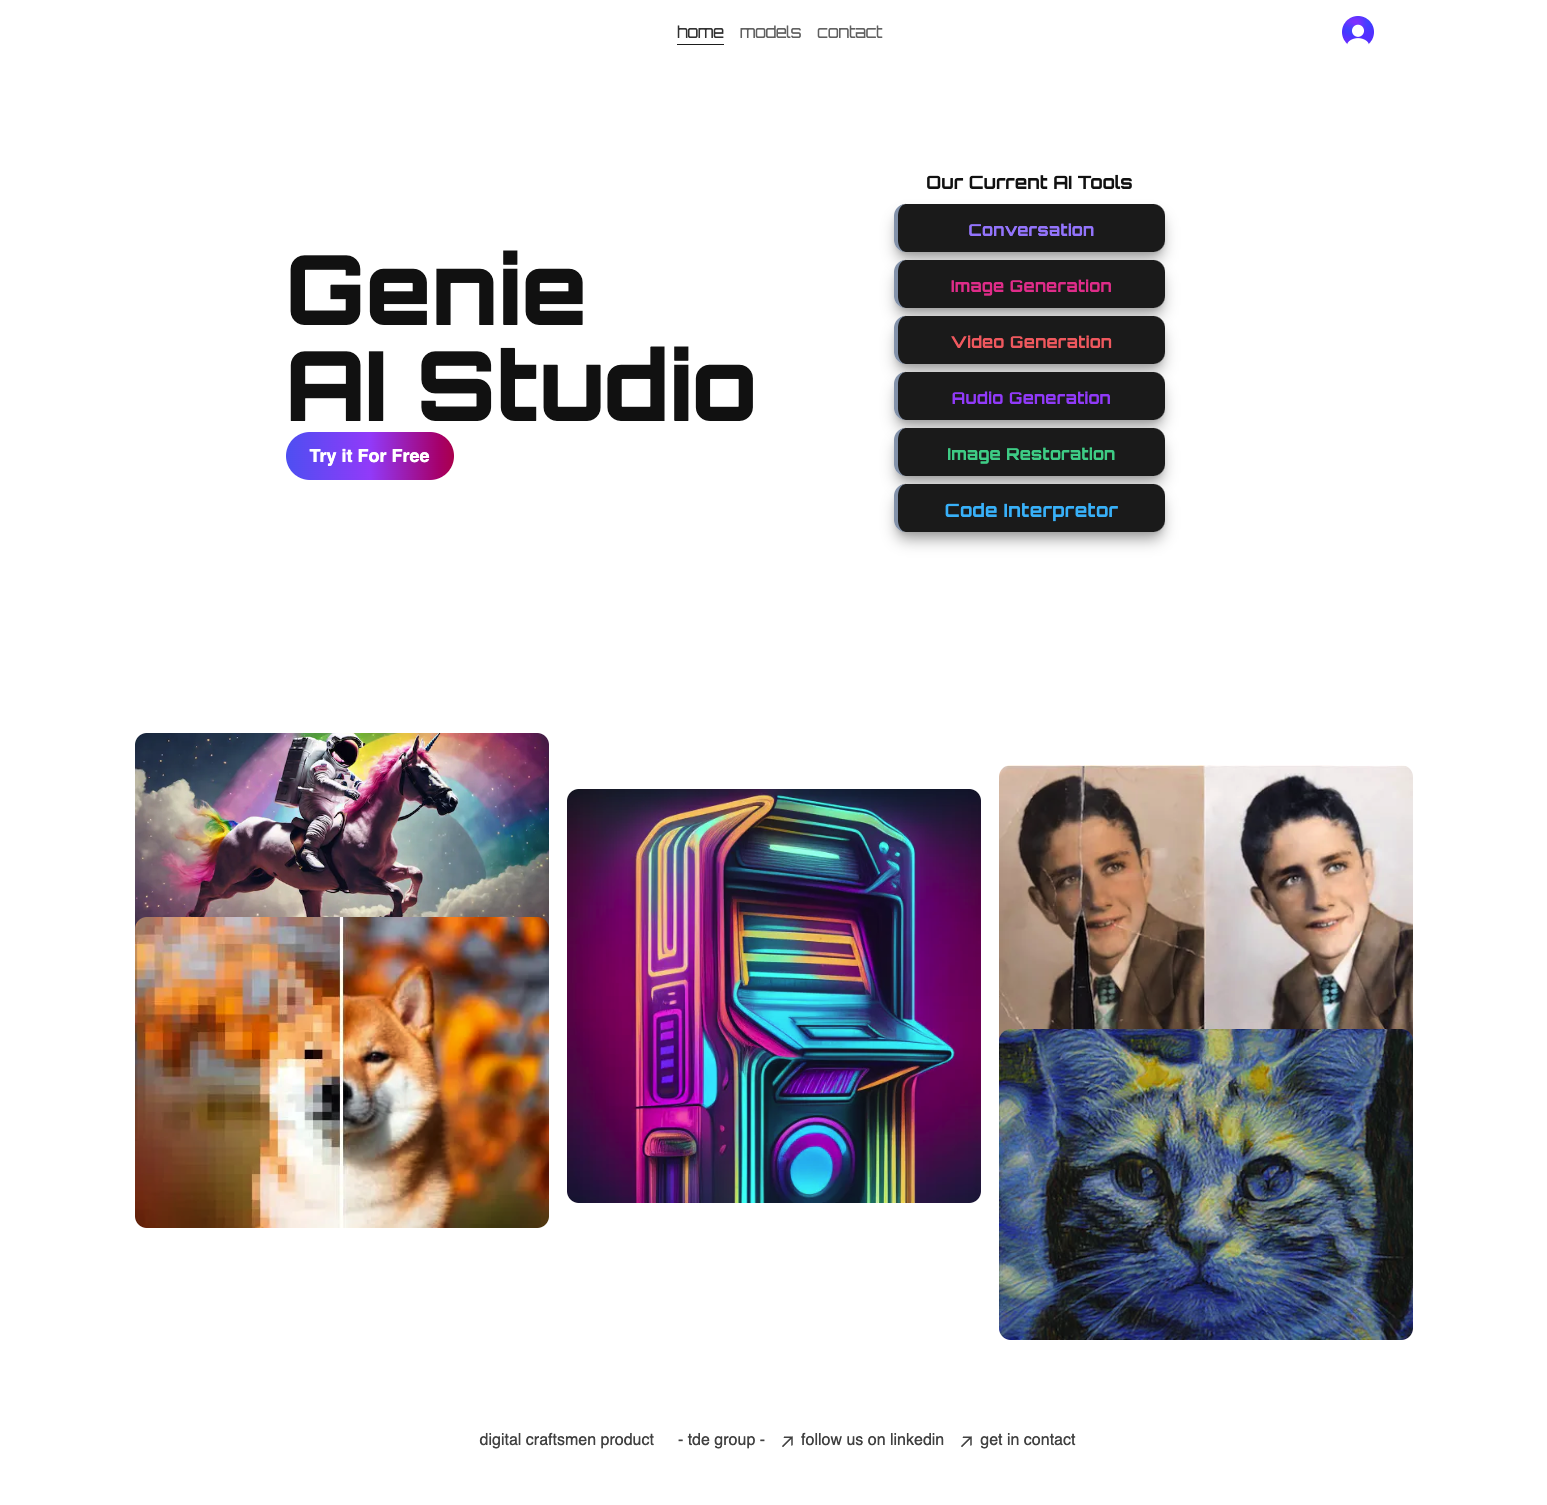 home models contact
Genie
AI Studio
Try it For Free
Our Current AI Tools
Conversation
Image Generation
Video Generation
Audio Generation
Image Restoration
Code Interpretor
digital craftsmen product - tde group - follow us on linkedin get in contact